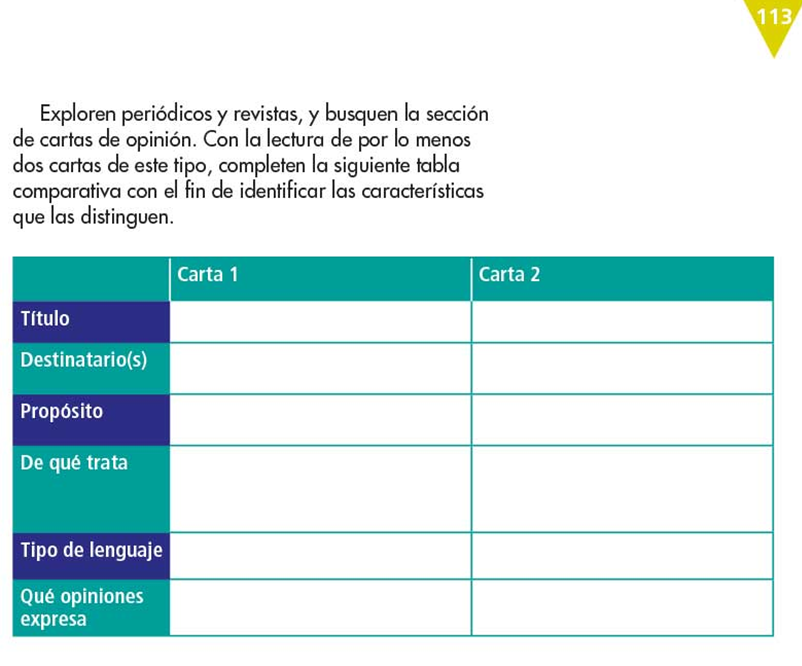 113
Exploren periódicos y revistas, y busquen la sección
de cartas de opinión. Con la lectura de por lo menos
dos cartas de este tipo, completen la siguiente tabla
comparativa con el fin de identificar las características
que las distinguen.
Carta 1
Carta 2
Título
Destinatario(s)
Propósito
De qué trata
Tipo de lenguaje
Qué opiniones
expresa